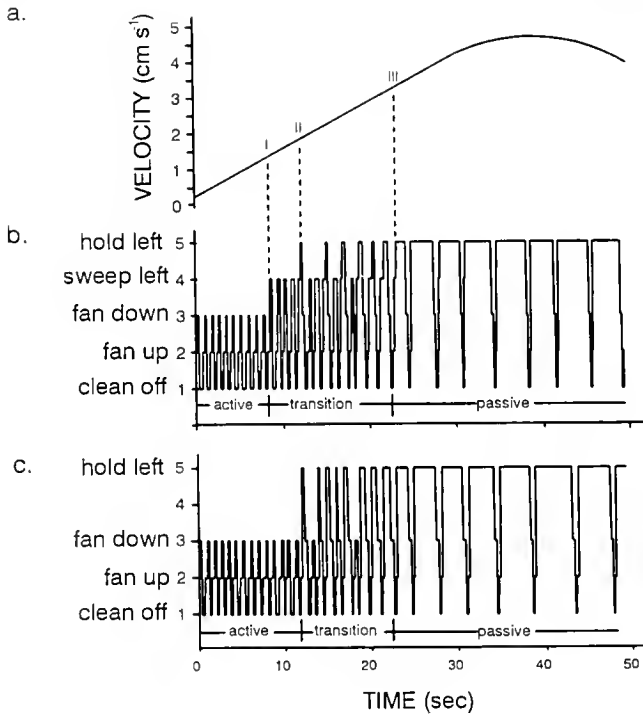 a.
VELOCITY (cm s⁻¹)
5
4
3
2
1
0
I
II
III
b.
hold left 5
sweep left 4
fan down 3
fan up 2
clean off 1
active transition passive
c.
hold left 5
4
fan down 3
fan up 2
clean off 1
active transition passive
0 10 20 30 40 50
TIME (sec)